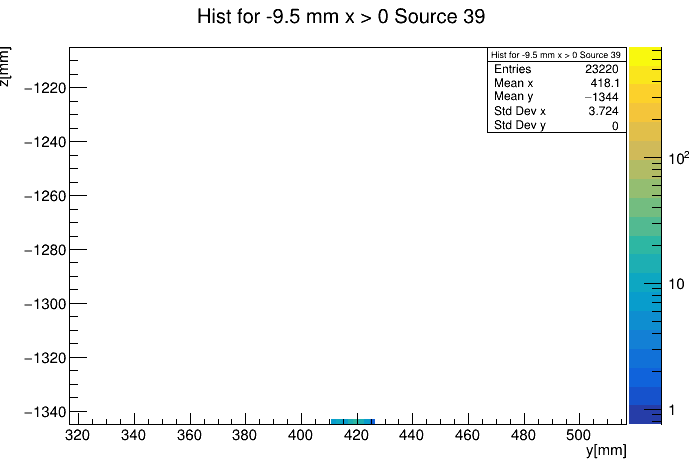 Hist for -9.5 mm x > 0 Source 39
z[mm]
Hist for -9.5 mm x > 0 Source 39
Entries 23220
Mean x 418.1
Mean y −1344
Std Dev x 3.724
Std Dev y 0
−1220
−1240
−1260
−1280
−1300
−1320
−1340
10²
10
1
320 340 360 380 400 420 440 460 480 500
y[mm]